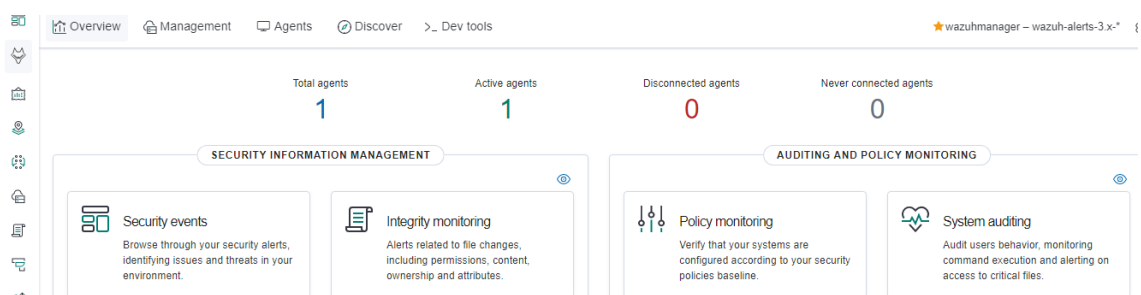 Overview Management Agents Discover >_ Dev tools wazuhmanager – wazuh-alerts-3.x-*
Total agents Active agents Disconnected agents Never connected agents
1 1 0 0
SECURITY INFORMATION MANAGEMENT
AUDITING AND POLICY MONITORING
Security events
Browse through your security alerts,
identifying issues and threats in your
environment.
Integrity monitoring
Alerts related to file changes,
including permissions, content,
ownership and attributes.
Policy monitoring
Verify that your systems are
configured according to your security
policies baseline.
System auditing
Audit users behavior, monitoring
command execution and alerting on
access to critical files.